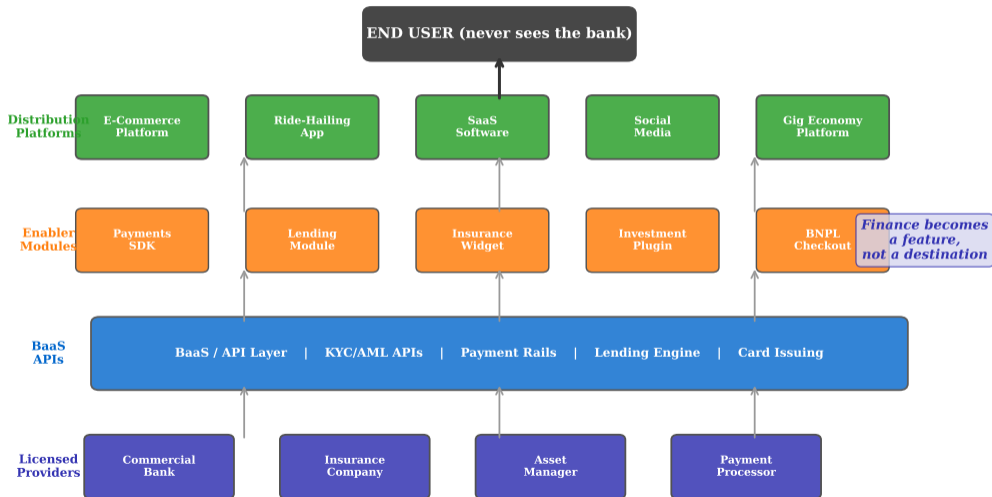 END USER (never sees the bank)
Distribution
Platforms
E-Commerce
Platform
Ride-Hailing
App
SaaS
Software
Social
Media
Gig Economy
Platform
Enabler
Modules
Payments
SDK
Lending
Module
Insurance
Widget
Investment
Plugin
BNPL
Checkout
Finance becomes
a feature,
not a destination
BaaS
APIs
BaaS / API Layer | KYC/AML APIs | Payment Rails | Lending Engine | Card Issuing
Licensed
Providers
Commercial
Bank
Insurance
Company
Asset
Manager
Payment
Processor